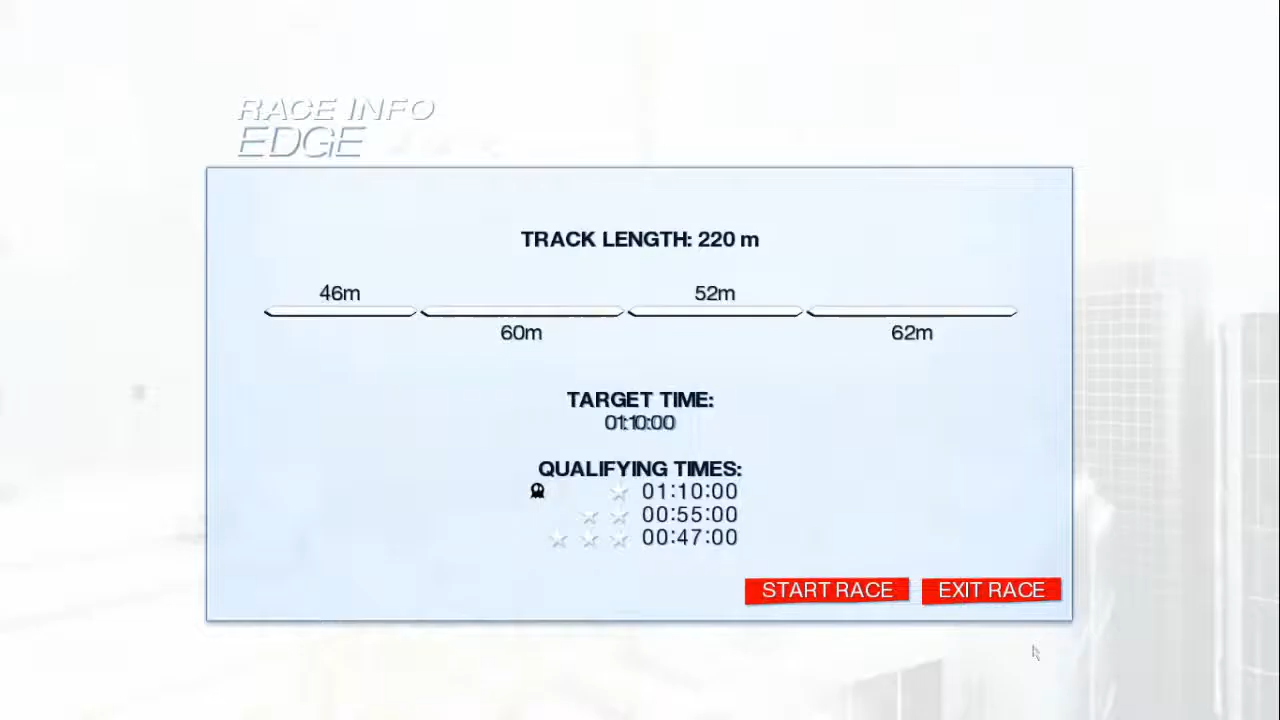 RACE INFO
EDGE
TRACK LENGTH: 220 m
46m
52m
60m
62m
TARGET TIME:
01:10:00
QUALIFYING TIMES:
01:10:00
00:55:00
00:47:00
START RACE
EXIT RACE